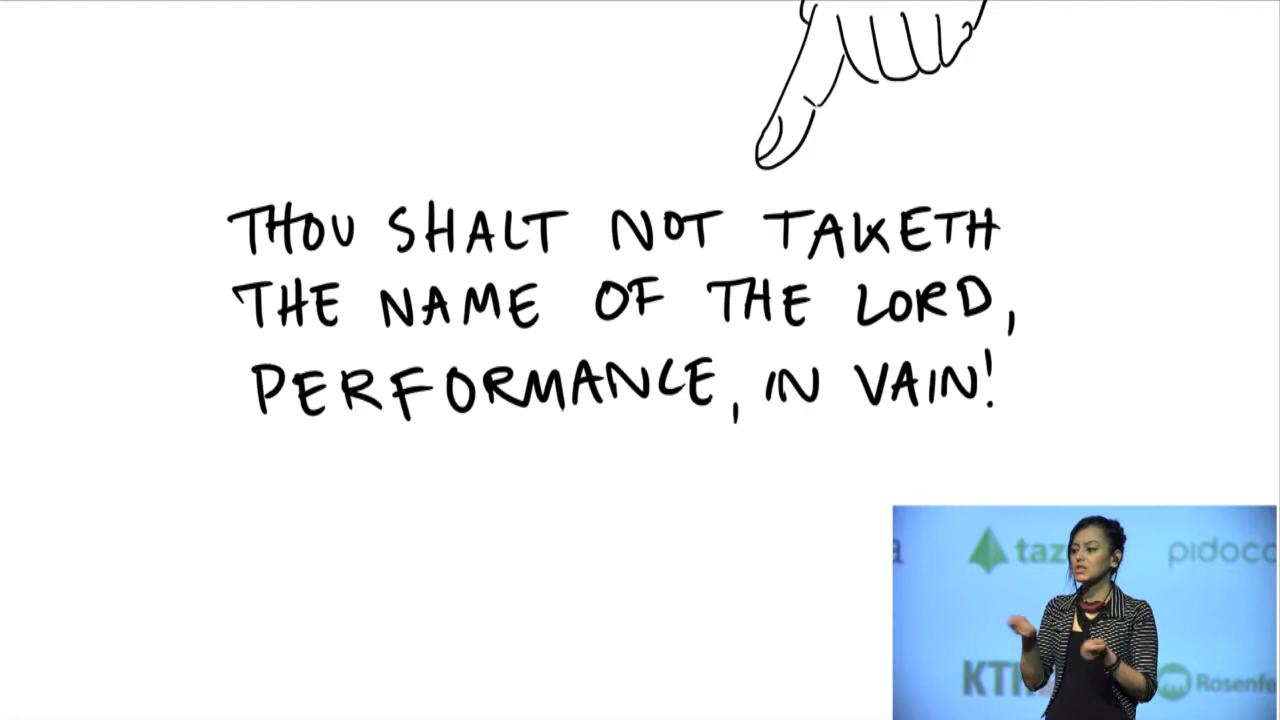 THOU SHALT NOT TAKETH
THE NAME OF THE LORD,
PERFORMANCE, IN VAIN!